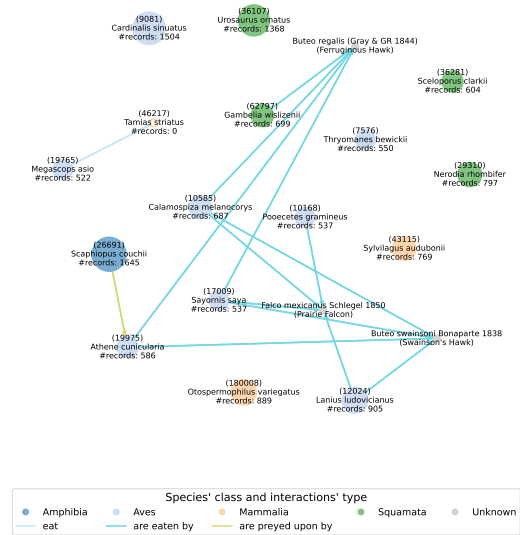 (9081)
Cardinalis sinuatus
#records: 1504
(36107)
Urosaurus ornatus
#records: 1368
Buteo regalis (Gray & GR 1844)
(Ferruginous Hawk)
(36281)
Sceloporus clarkii
#records: 604
(46217)
Tamias striatus
#records: 0
(62797)
Gambelia wislizenii
#records: 699
(7576)
Thryomanes bewickii
#records: 550
(19765)
Megascops asio
#records: 522
(29310)
Nerodia rhombifer
#records: 797
(10585)
Calamospiza melanocorys
#records: 687
(10168)
Pooecetes gramineus
#records: 537
(26691)
Scaphiopus couchii
#records: 1645
(43115)
Sylvilagus audubonii
#records: 769
(17009)
Sayornis saya
#records: 537
Falco mexicanus Schlegel 1850
(Prairie Falcon)
(19975)
Athene cunicularia
#records: 586
Buteo swainsoni Bonaparte 1838
(Swainson's Hawk)
(180008)
Otospermophilus variegatus
#records: 889
(12024)
Lanius ludovicianus
#records: 905
Species' class and interactions' type
Amphibia Aves Mammalia Squamata Unknown
eat are eaten by are preyed upon by